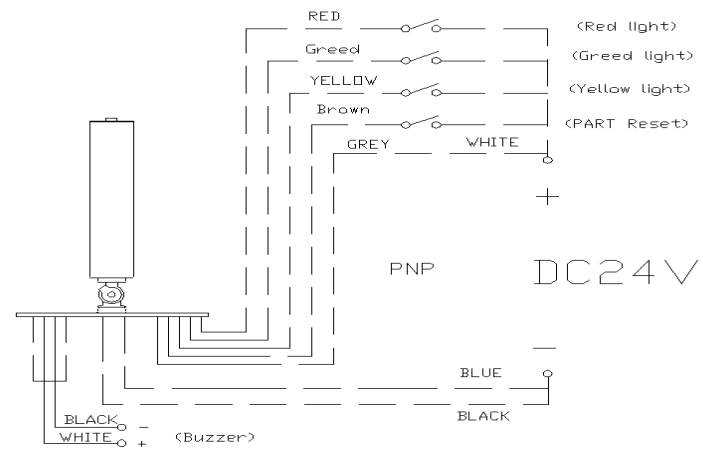 RED
(Red light)
Greed
(Greed light)
YELLOW
(Yellow light)
Brown
(PART Reset)
GREY
WHITE
+
PNP
DC24V
—
BLUE
BLACK
BLACK -
WHITE +
(Buzzer)